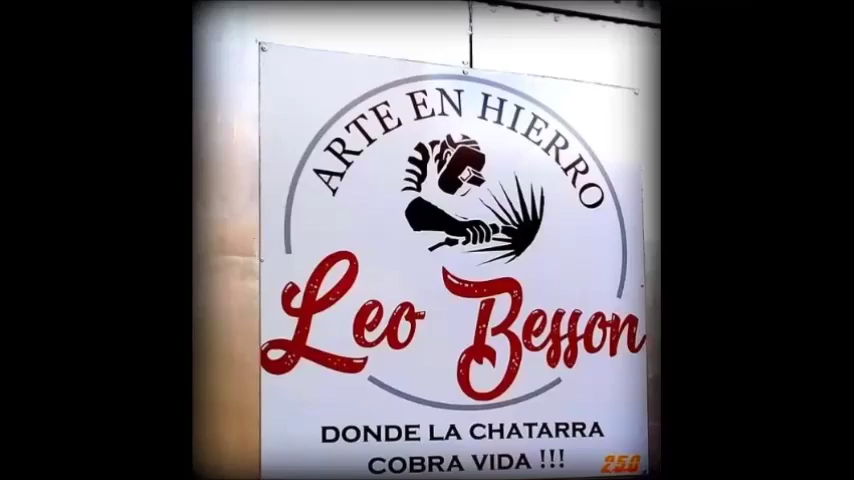 ARTE EN HIERRO
Leo Besson
DONDE LA CHATARRA
COBRA VIDA !!!
250